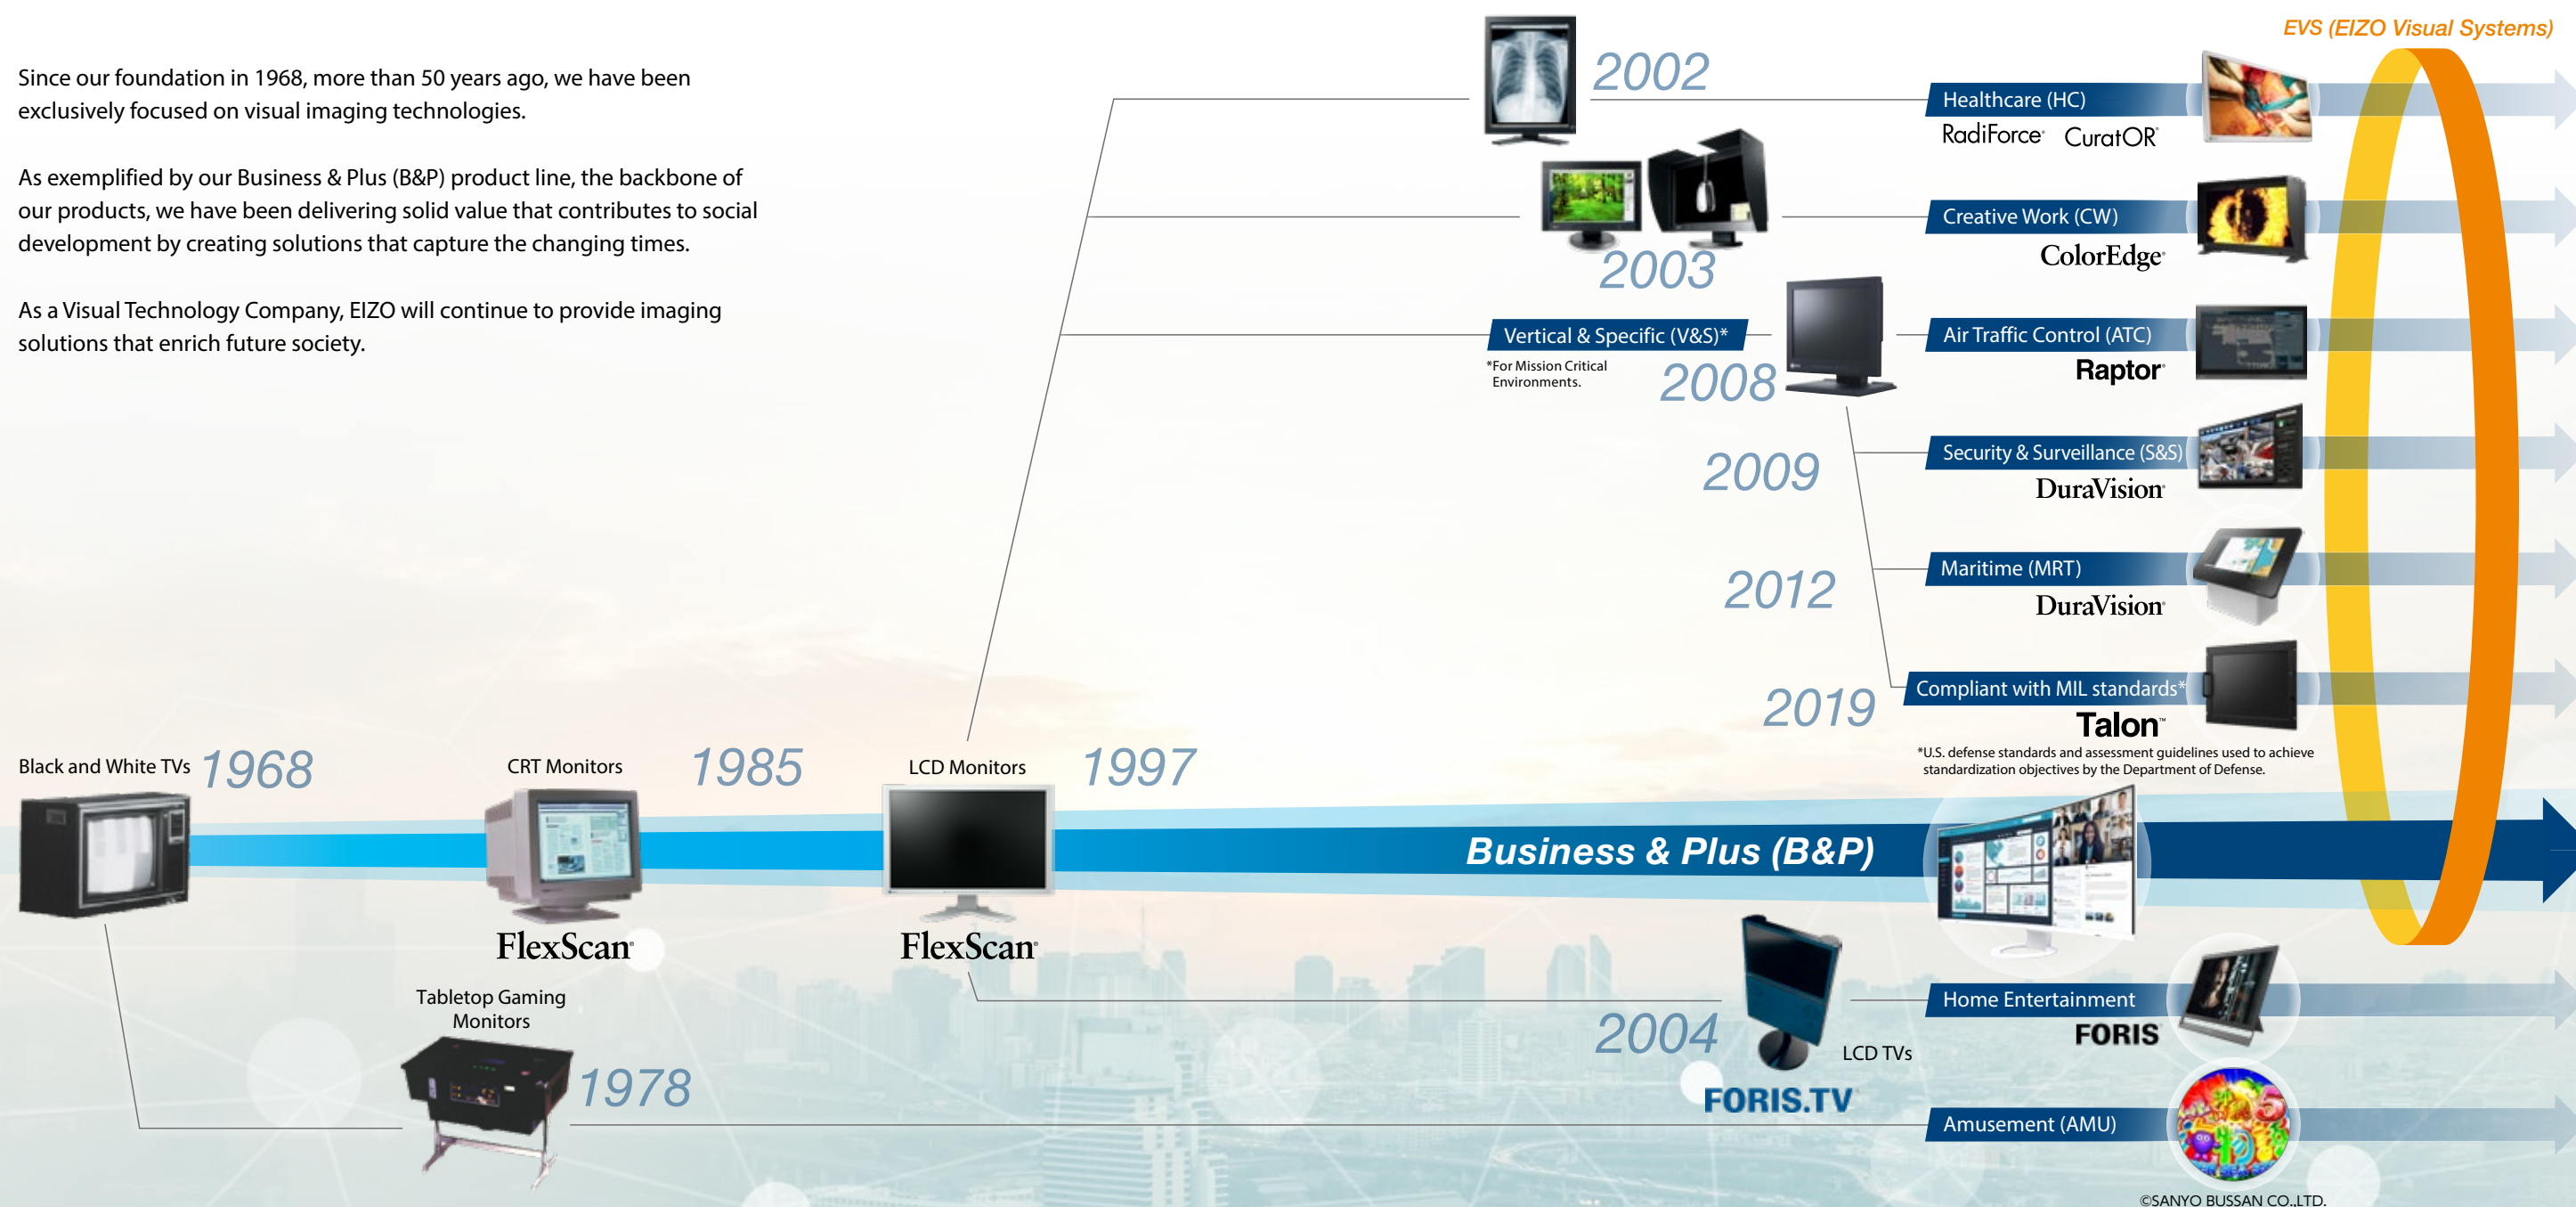 EVS (EIZO Visual Systems)
Since our foundation in 1968, more than 50 years ago, we have been
exclusively focused on visual imaging technologies.
As exemplified by our Business & Plus (B&P) product line, the backbone of
our products, we have been delivering solid value that contributes to social
development by creating solutions that capture the changing times.
As a Visual Technology Company, EIZO will continue to provide imaging
solutions that enrich future society.
2002
Healthcare (HC)
RadiForce® CuratOR®
2003
Creative Work (CW)
ColorEdge®
Vertical & Specific (V&S)*
*For Mission Critical
Environments.
2008
Air Traffic Control (ATC)
Raptor®
2009
Security & Surveillance (S&S)
DuraVision®
2012
Maritime (MRT)
DuraVision®
2019
Compliant with MIL standards*
Talon™
*U.S. defense standards and assessment guidelines used to achieve
standardization objectives by the Department of Defense.
Black and White TVs 1968
CRT Monitors 1985
LCD Monitors 1997
Business & Plus (B&P)
FlexScan®
FlexScan®
Tabletop Gaming
Monitors
1978
2004
LCD TVs
FORIS.TV
Home Entertainment
FORIS®
Amusement (AMU)
©SANYO BUSSAN CO.,LTD.